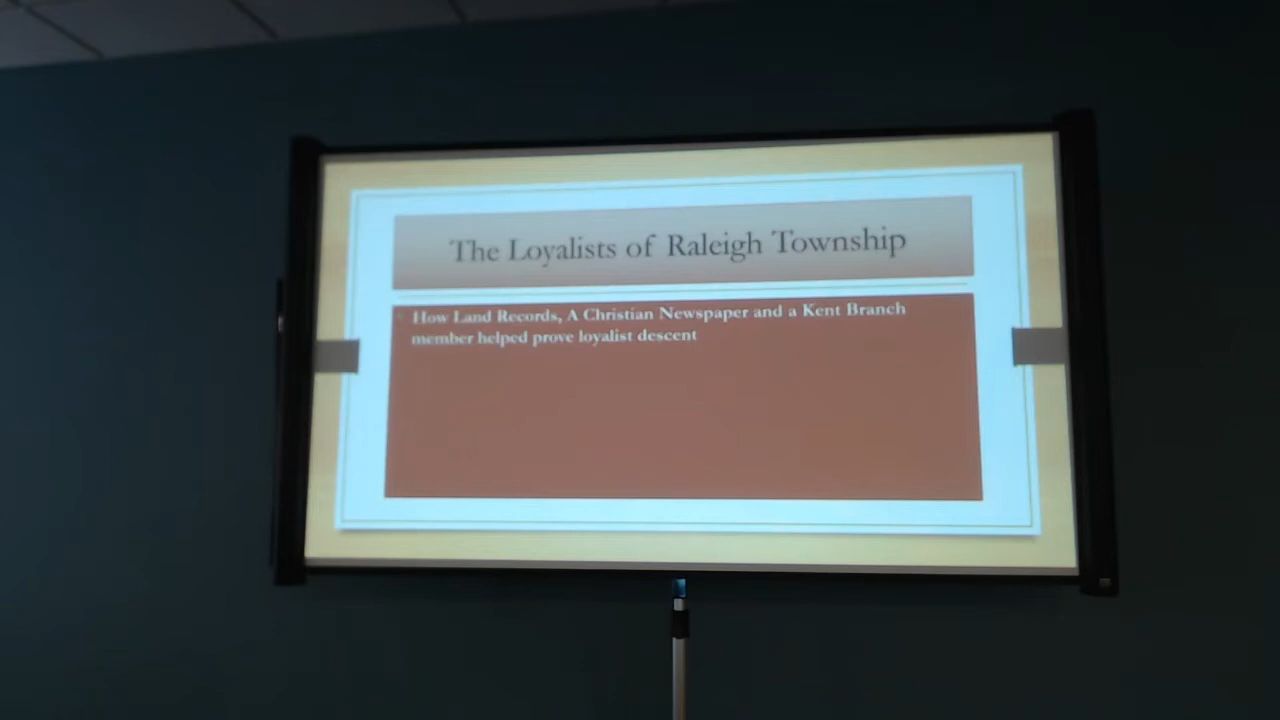 The Loyalists of Raleigh Township
How Land Records, A Christian Newspaper and a Kent Branch
member helped prove loyalist descent